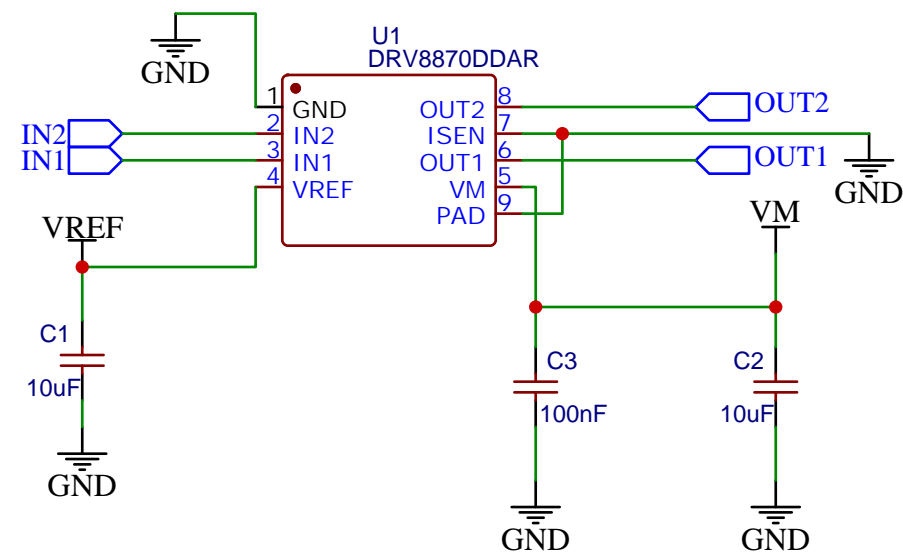 U1
DRV8870DDAR
GND
1
GND
2
IN2
3
IN1
4
VREF
8
OUT2
7
ISEN
6
OUT1
5
VM
9
PAD
IN2
IN1
OUT2
OUT1
GND
VREF
VM
C1
10uF
GND
C3
100nF
GND
C2
10uF
GND